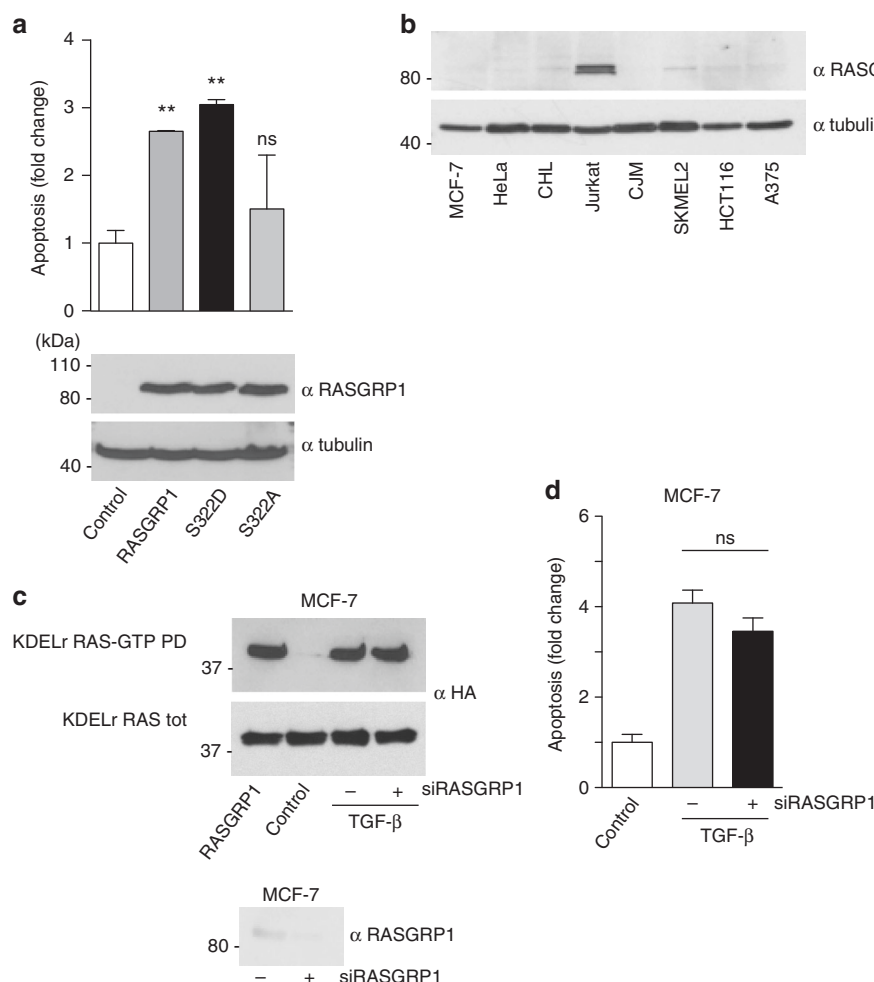 a
4
3
2
1
0
Apoptosis (fold change)
**
**
ns
(kDa)
110
80
40
α RASGRP1
α tubulin
Control
RASGRP1
S322D
S322A
b
80
40
α RASG
α tubuli
MCF-7
HeLa
CHL
Jurkat
CJM
SKMEL2
HCT116
A375
c
MCF-7
KDELr RAS-GTP PD
37
α HA
KDELr RAS tot
37
RASGRP1
Control
– + siRASGRP1
TGF-β
MCF-7
80
α RASGRP1
– + siRASGRP1
d
MCF-7
6
4
2
1
0
Apoptosis (fold change)
ns
Control
– + siRASGRP1
TGF-β